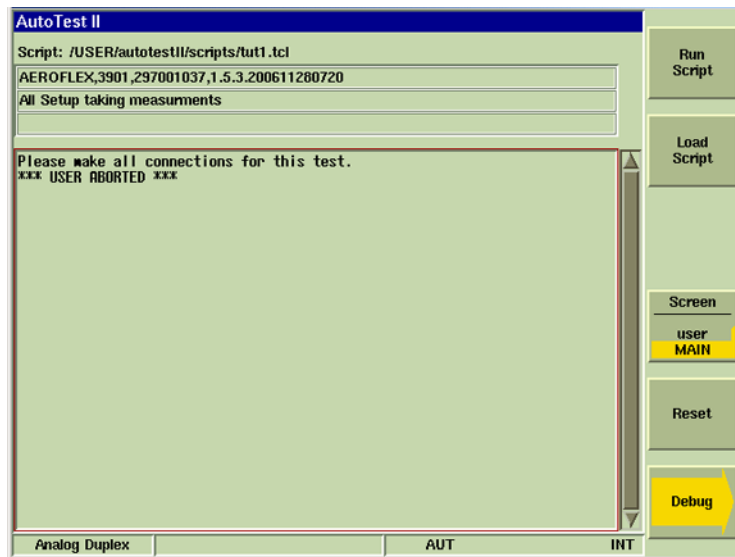 AutoTest II
Script: /USER/autotestII/scripts/tut1.tcl
AEROFLEX,3901,297001037,1.5.3.200611280720
All Setup taking measurments
Please make all connections for this test.
*** USER ABORTED ***
Run
Script
Load
Script
Screen
user
MAIN
Reset
Debug
Analog Duplex
AUT
INT